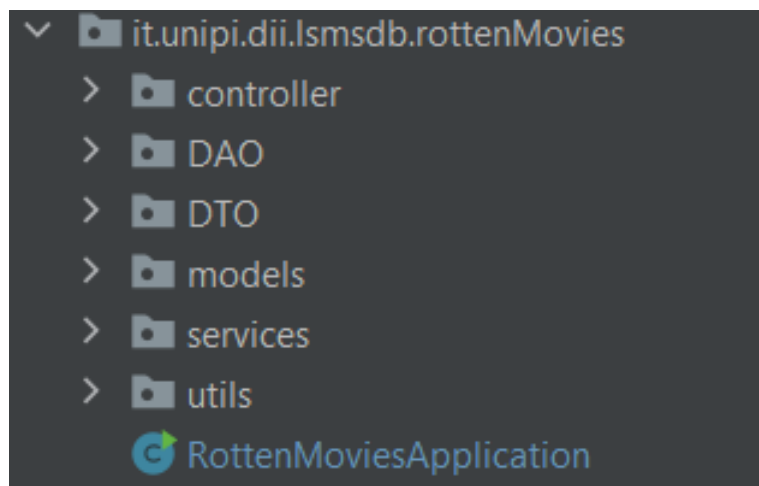 it.unipi.dii.lsmsdb.rottenMovies
controller
DAO
DTO
models
services
utils
RottenMoviesApplication